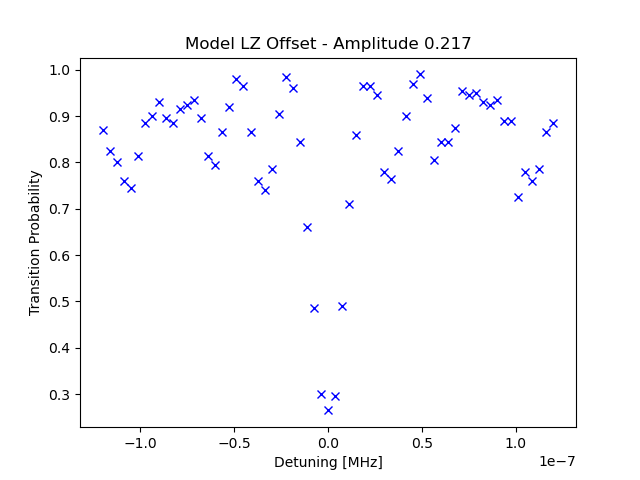 Model LZ Offset - Amplitude 0.217
1.0
0.9
0.8
0.7
0.6
0.5
0.4
0.3
Transition Probability
−1.0 −0.5 0.0 0.5 1.0
1e−7
Detuning [MHz]